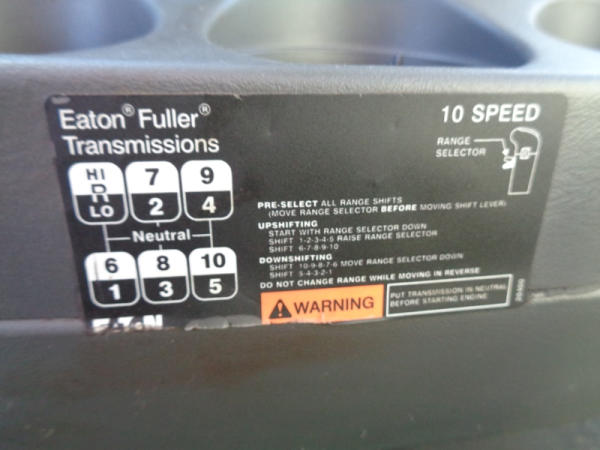 Eaton® Fuller®
Transmissions
10 SPEED
RANGE
SELECTOR
HI
R
LO
7
2
9
4
Neutral
6
1
8
3
10
5
EATON
PRE-SELECT ALL RANGE SHIFTS
(MOVE RANGE SELECTOR BEFORE MOVING SHIFT LEVER)
UPSHIFTING
START WITH RANGE SELECTOR DOWN
SHIFT 1-2-3-4-5 RAISE RANGE SELECTOR
SHIFT 6-7-8-9-10
DOWNSHIFTING
SHIFT 10-9-8-7-6 MOVE RANGE SELECTOR DOWN
SHIFT 5-4-3-2-1
DO NOT CHANGE RANGE WHILE MOVING IN REVERSE
WARNING
PUT TRANSMISSION IN NEUTRAL
BEFORE STARTING ENGINE